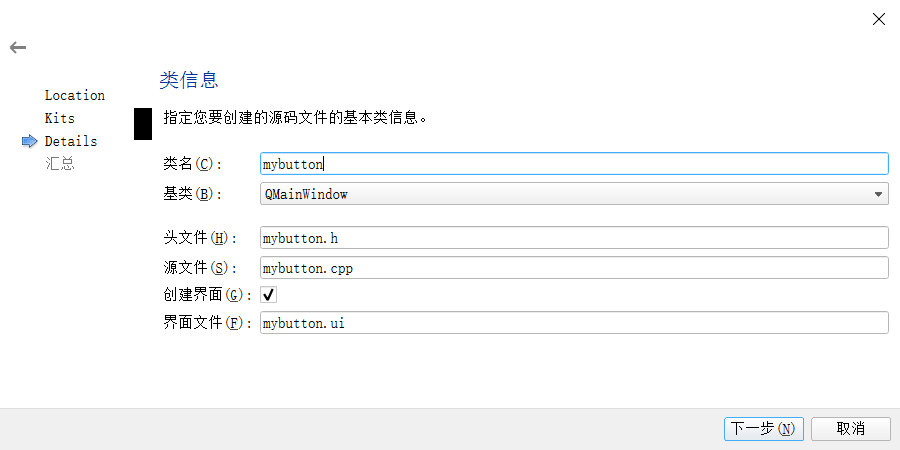 Location
Kits
Details
汇总
类信息
指定您要创建的源码文件的基本类信息。
类名(C): mybutton
基类(B): QMainWindow
头文件(H): mybutton.h
源文件(S): mybutton.cpp
创建界面(G):
界面文件(F): mybutton.ui
下一步(N) 取消